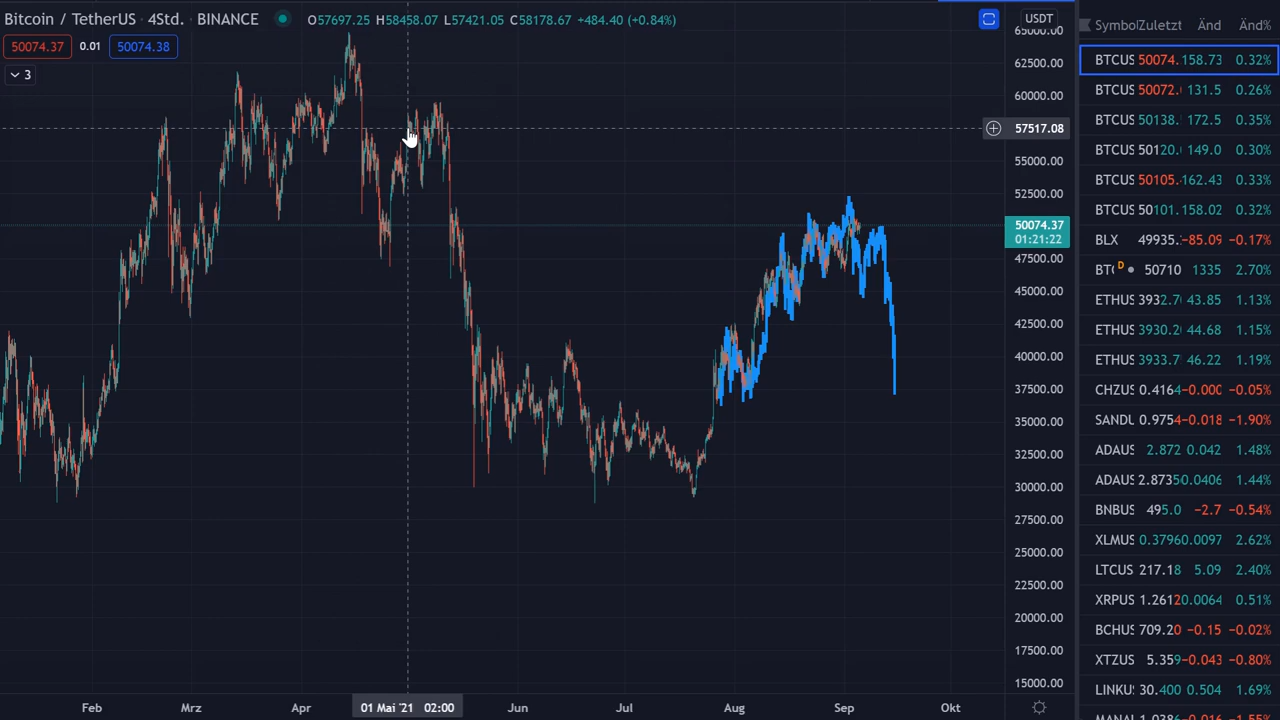 Bitcoin / TetherUS · 4Std. · BINANCE O57697.25 H58458.07 L57421.05 C58178.67 +484.40 (+0.84%)
50074.37 0.01 50074.38
3
USDT
65000.00
62500.00
60000.00
57517.08
55000.00
52500.00
50074.37
01:21:22
47500.00
45000.00
42500.00
40000.00
37500.00
35000.00
32500.00
30000.00
27500.00
25000.00
22500.00
20000.00
17500.00
15000.00
Feb Mrz Apr 01 Mai '21 02:00 Jun Jul Aug Sep Okt
Symbol Zuletzt Änd Änd%
BTCUS 50074. 158.73 0.32%
BTCUS 50072. 131.5 0.26%
BTCUS 50138. 172.5 0.35%
BTCUS 50120. 149.0 0.30%
BTCUS 50105. 162.43 0.33%
BTCUS 50101. 158.02 0.32%
BLX 49935. −85.09 −0.17%
BT D 50710 1335 2.70%
ETHUS 3932.7 43.85 1.13%
ETHUS 3930.2 44.68 1.15%
ETHUS 3933.7 46.22 1.19%
CHZUS 0.4164 −0.000 −0.05%
SANDU 0.9754 −0.018 −1.90%
ADAUS 2.872 0.042 1.48%
ADAUS 2.8735 0.0406 1.44%
BNBUS 495.0 −2.7 −0.54%
XLMUS 0.3796 0.0097 2.62%
LTCUS 217.18 5.09 2.40%
XRPUS 1.2612 0.0064 0.51%
BCHUS 709.20 −0.15 −0.02%
XTZUS 5.359 −0.043 −0.80%
LINKU 30.400 0.504 1.69%